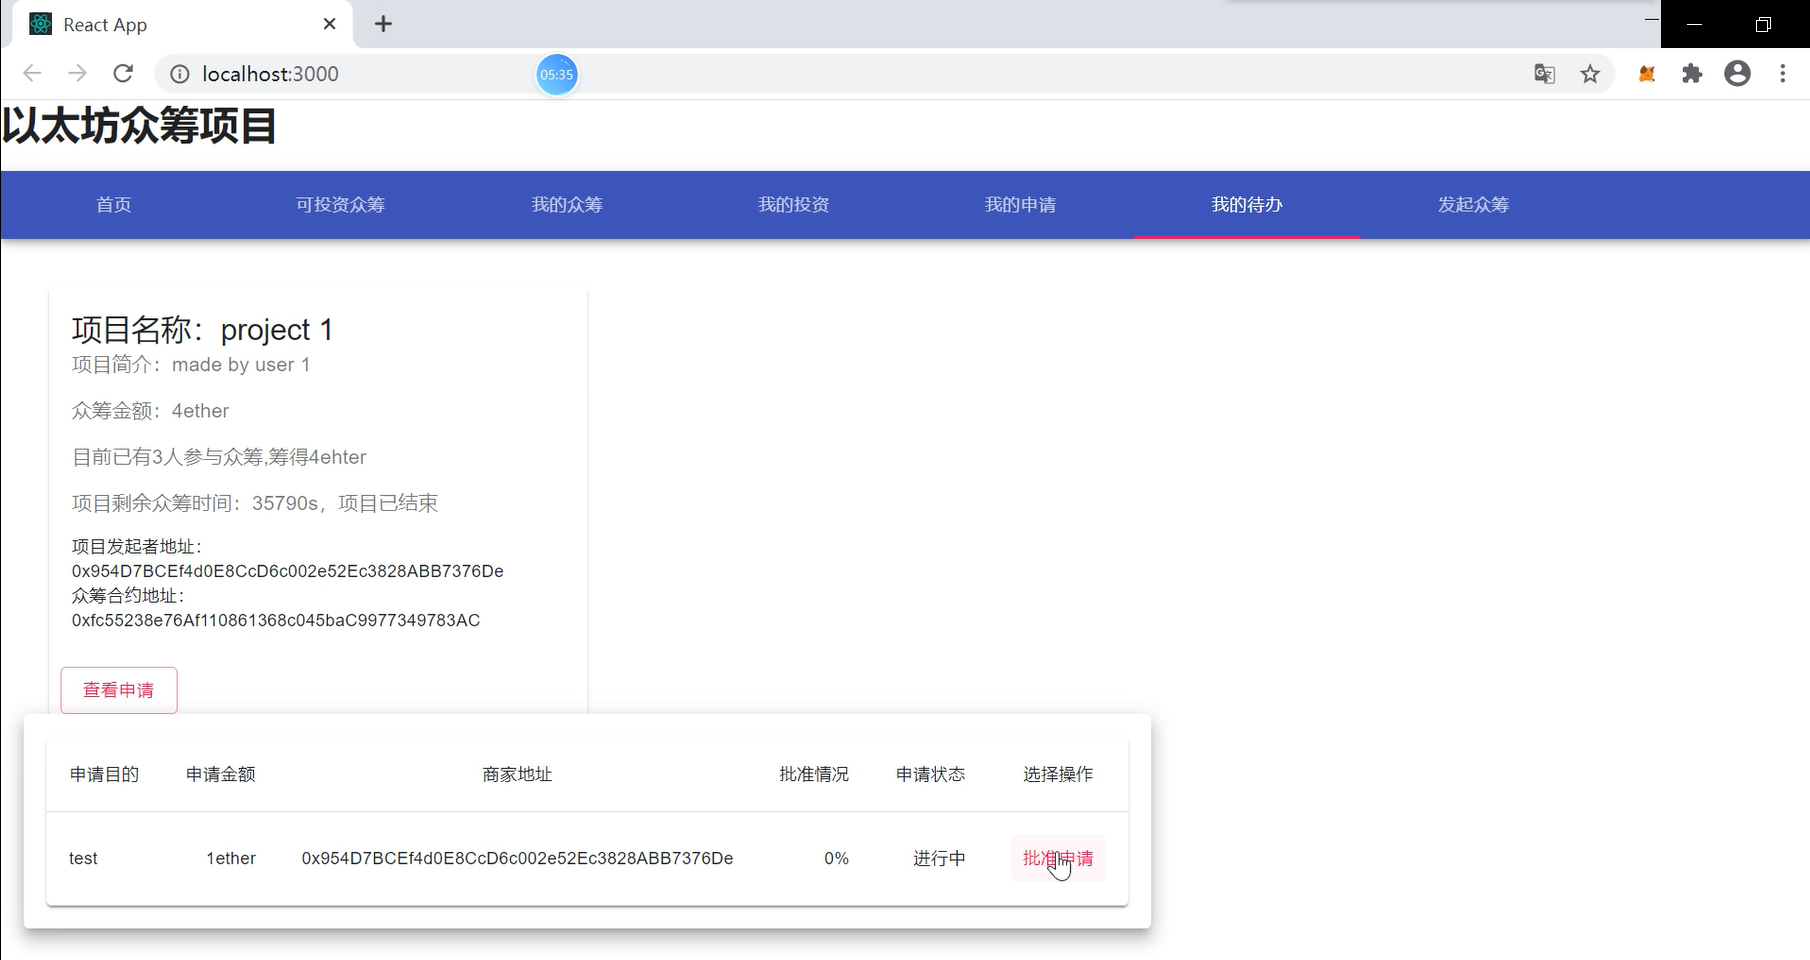 React App
localhost:3000
05:35
以太坊众筹项目
首页 可投资众筹 我的众筹 我的投资 我的申请 我的待办 发起众筹
项目名称：project 1
项目简介：made by user 1
众筹金额：4ether
目前已有3人参与众筹,筹得4ehter
项目剩余众筹时间：35790s，项目已结束
项目发起者地址：
0x954D7BCEf4d0E8CcD6c002e52Ec3828ABB7376De
众筹合约地址：
0xfc55238e76Af110861368c045baC9977349783AC
查看申请
申请目的 申请金额 商家地址 批准情况 申请状态 选择操作
test 1ether 0x954D7BCEf4d0E8CcD6c002e52Ec3828ABB7376De 0% 进行中 批准申请